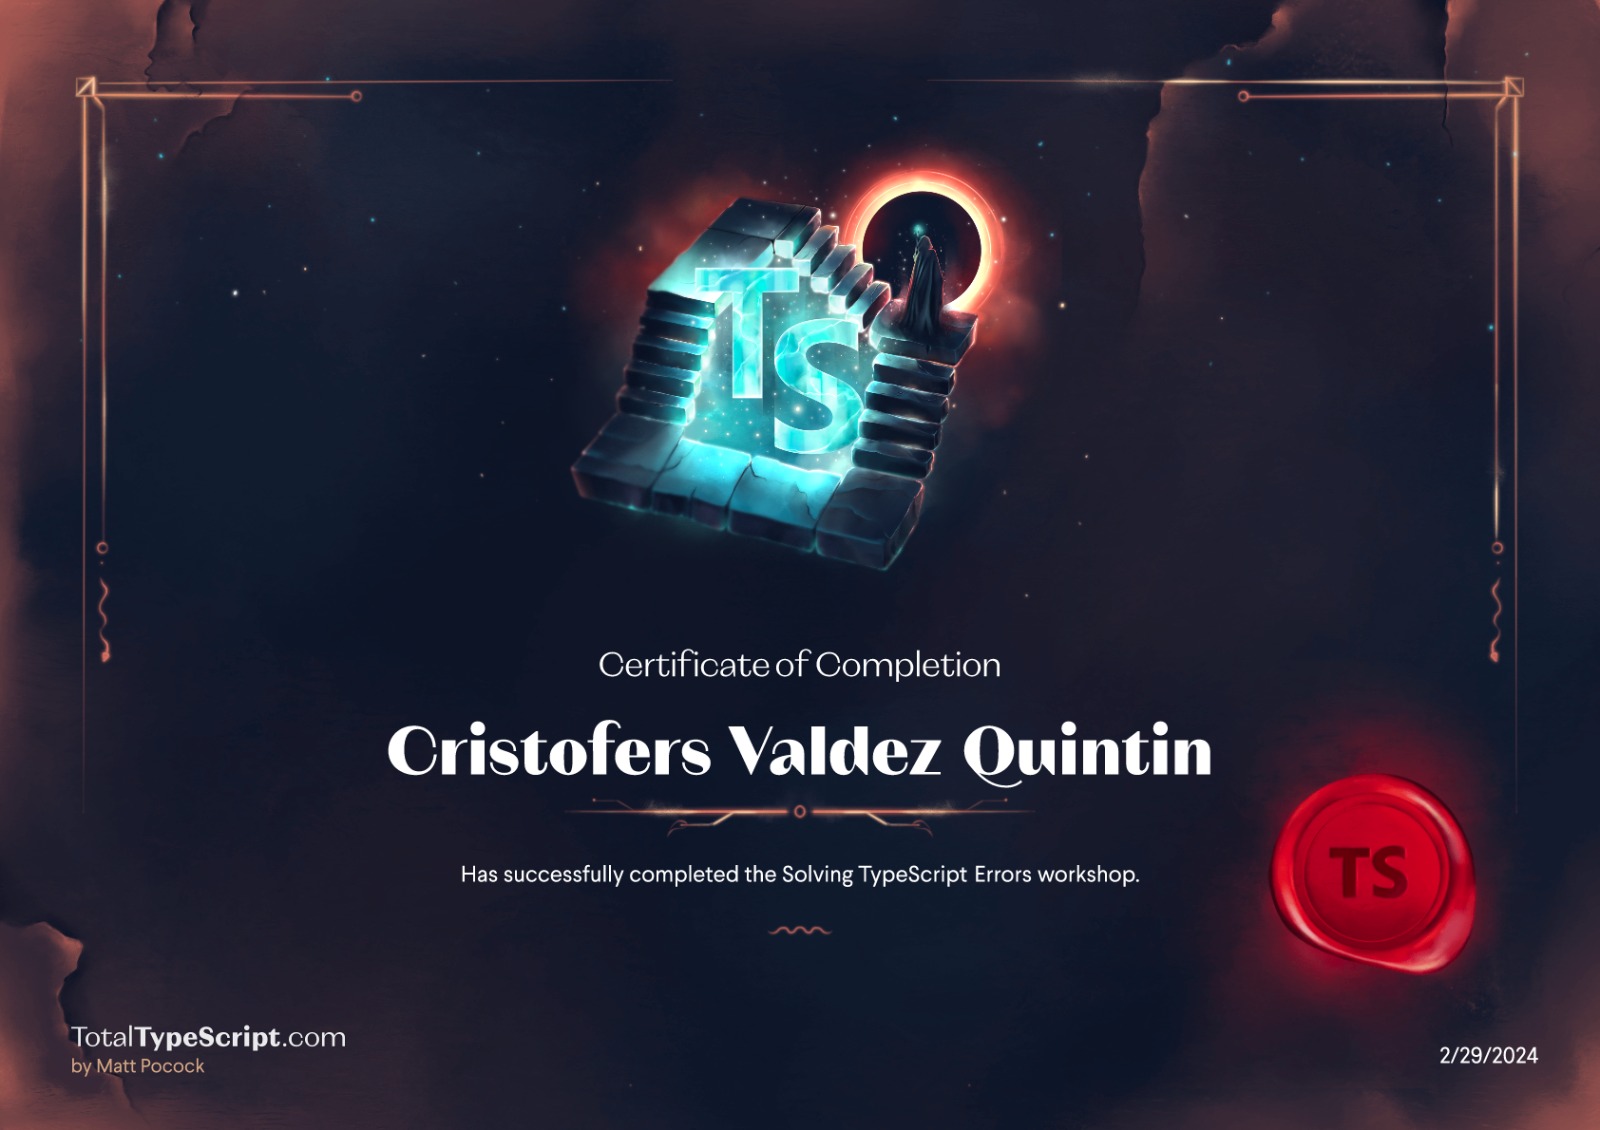 TS
Certificate of Completion
Cristofers Valdez Quintin
Has successfully completed the Solving TypeScript Errors workshop.
TS
TotalTypeScript.com
by Matt Pocock
2/29/2024